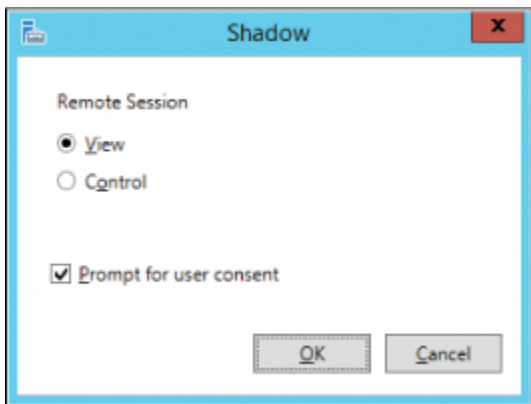 Shadow
Remote Session
View
Control
Prompt for user consent
OK
Cancel